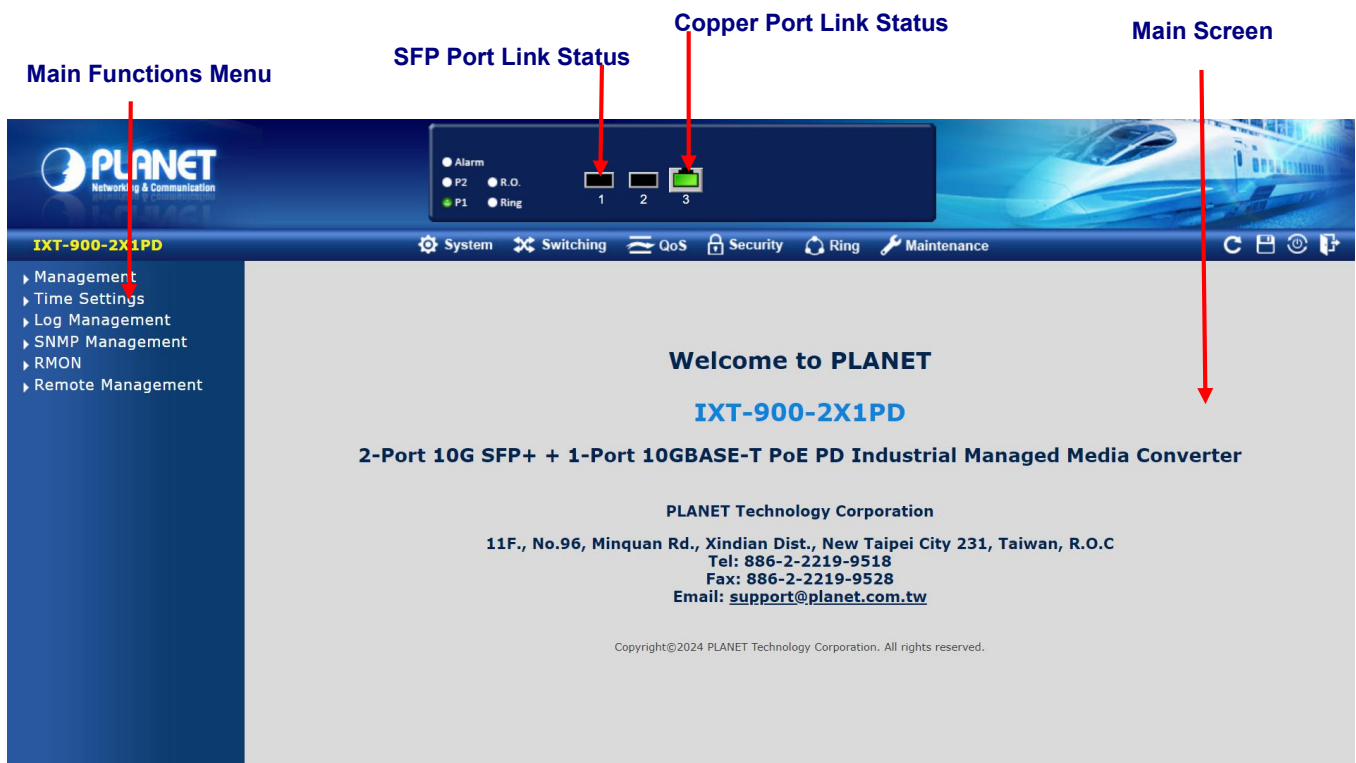 Copper Port Link Status
Main Screen
SFP Port Link Status
Main Functions Menu
PLANET
Networking & Communication
Alarm
P2 R.O.
P1 Ring
1 2 3
IXT-900-2X1PD
System Switching QoS Security Ring Maintenance
Management
Time Settings
Log Management
SNMP Management
RMON
Remote Management
Welcome to PLANET
IXT-900-2X1PD
2-Port 10G SFP+ + 1-Port 10GBASE-T PoE PD Industrial Managed Media Converter
PLANET Technology Corporation
11F., No.96, Minquan Rd., Xindian Dist., New Taipei City 231, Taiwan, R.O.C
Tel: 886-2-2219-9518
Fax: 886-2-2219-9528
Email: support@planet.com.tw
Copyright©2024 PLANET Technology Corporation. All rights reserved.